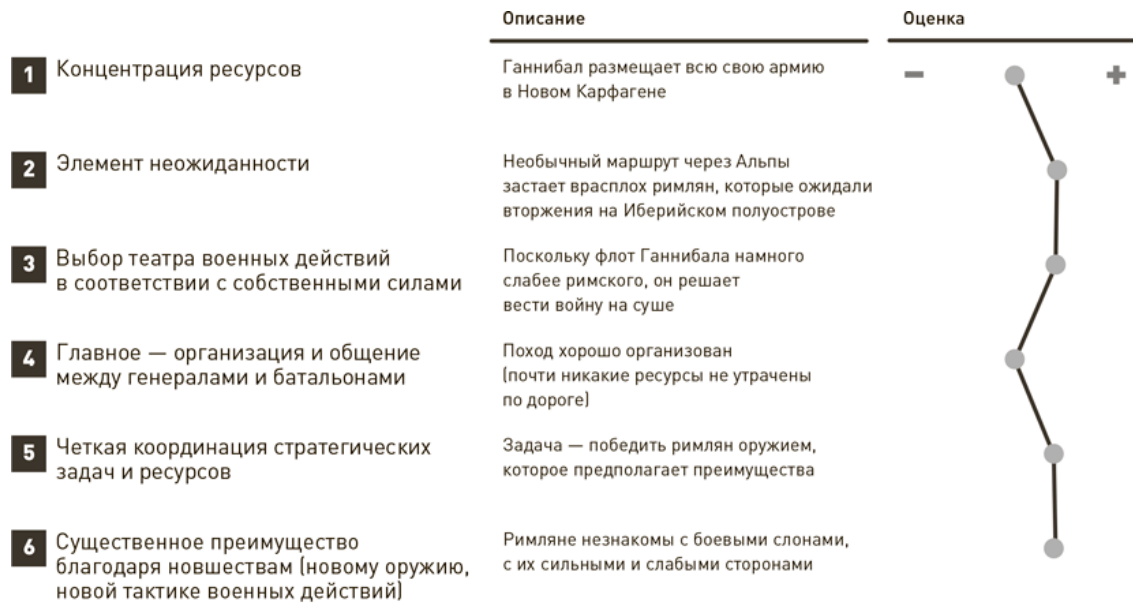 Описание
Оценка
1
Концентрация ресурсов
Ганнибал размещает всю свою армию
в Новом Карфагене
− +
2
Элемент неожиданности
Необычный маршрут через Альпы
застает врасплох римлян, которые ожидали
вторжения на Иберийском полуострове
3
Выбор театра военных действий
в соответствии с собственными силами
Поскольку флот Ганнибала намного
слабее римского, он решает
вести войну на суше
4
Главное — организация и общение
между генералами и батальонами
Поход хорошо организован
(почти никакие ресурсы не утрачены
по дороге)
5
Четкая координация стратегических
задач и ресурсов
Задача — победить римлян оружием,
которое предполагает преимущества
6
Существенное преимущество
благодаря новшествам (новому оружию,
новой тактике военных действий)
Римляне незнакомы с боевыми слонами,
с их сильными и слабыми сторонами